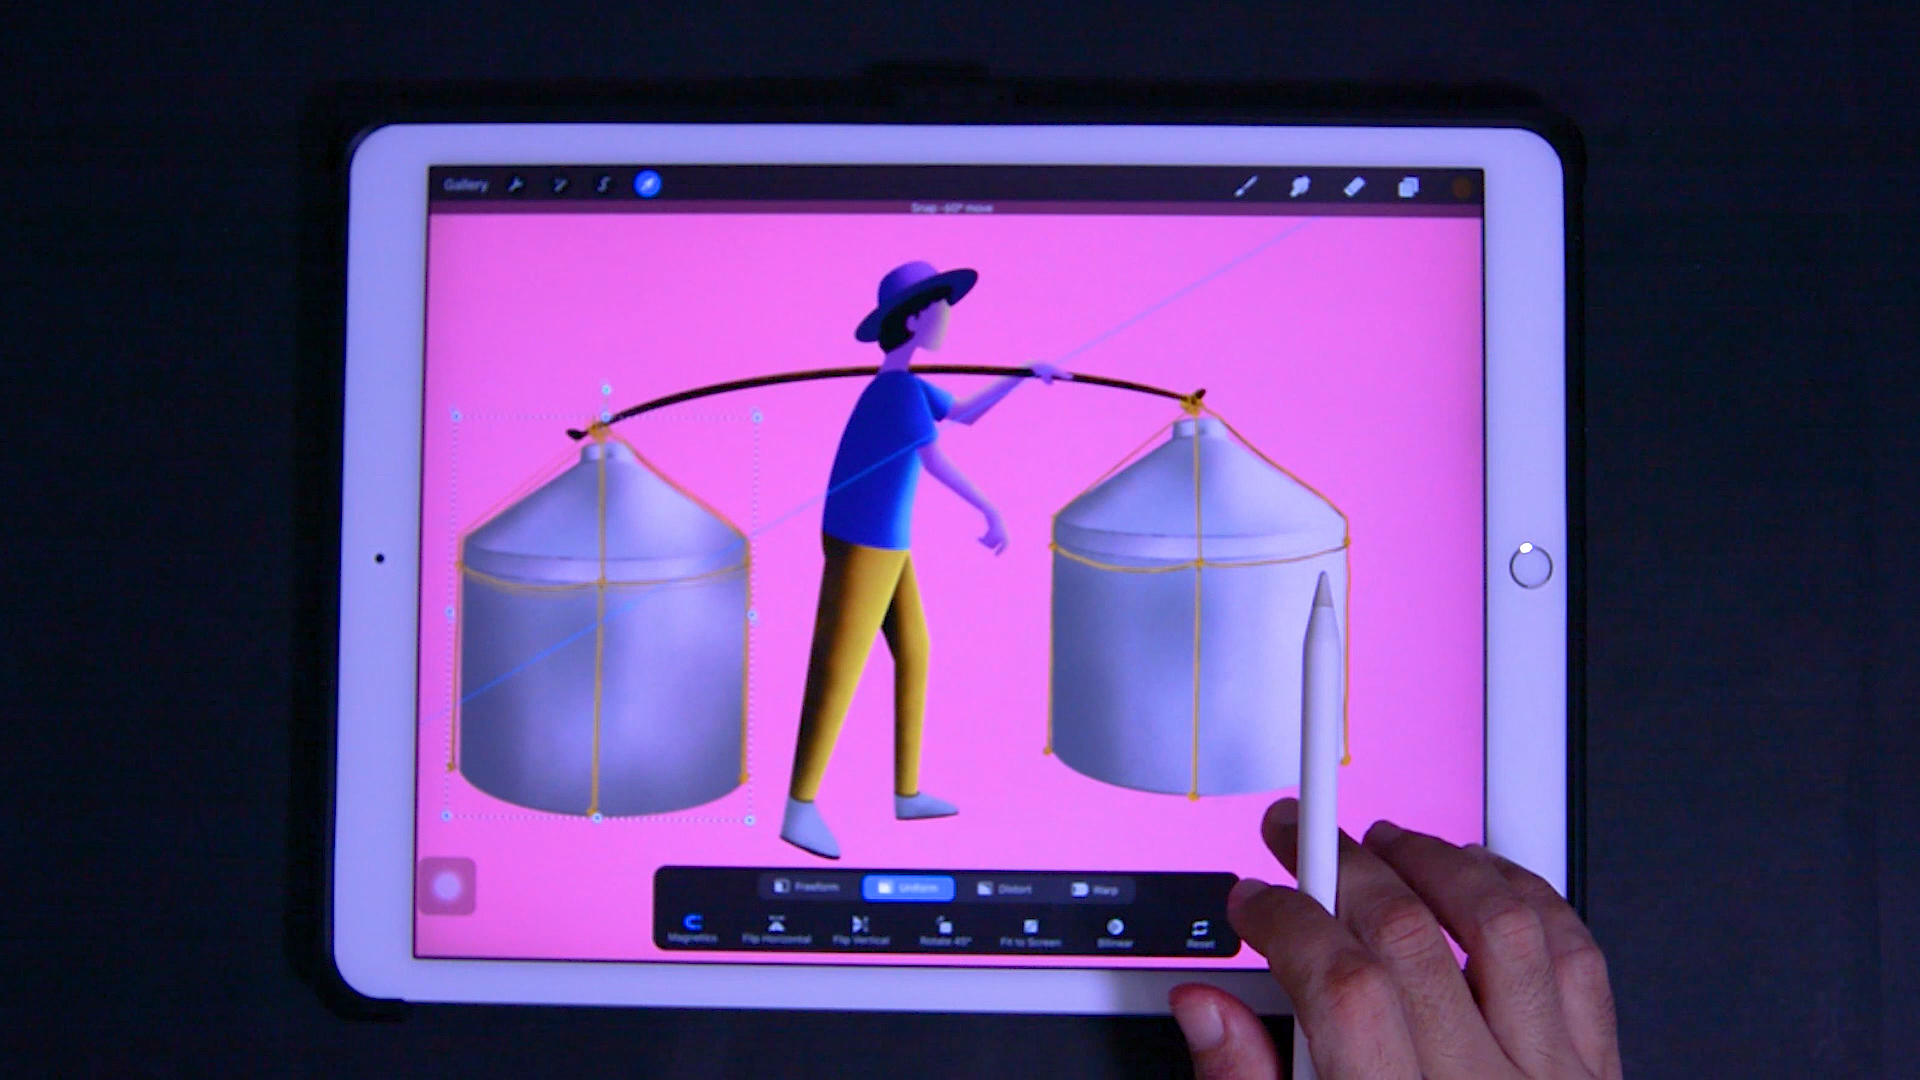 Gallery
Snap -60° move
Freeform Uniform Distort Warp
Magnetics Flip Horizontal Flip Vertical Rotate 45° Fit to Screen Bilinear Reset